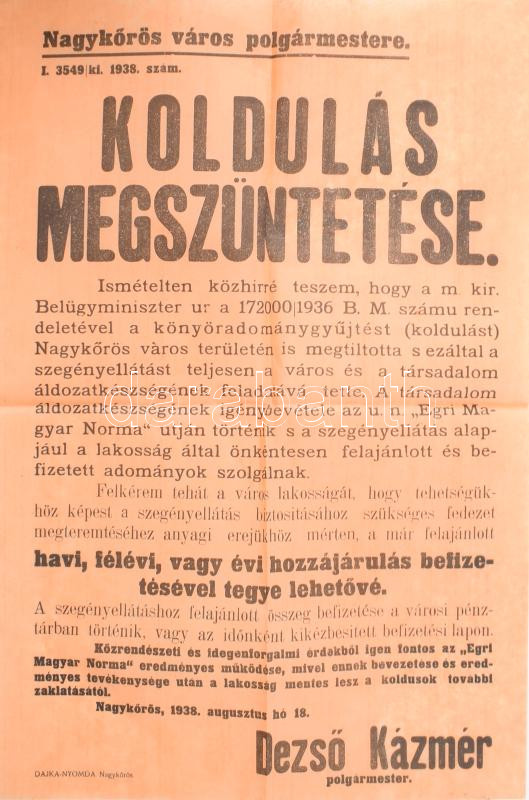 Nagykőrös város polgármestere.
I. 3549|ki. 1938. szám.
KOLDULÁS
MEGSZÜNTETÉSE.
Ismételten közhirré teszem, hogy a m. kir.
Belügyminiszter ur a 172000|1936 B. M. számu ren-
deletével a könyöradománygyűjtést (koldulást)
Nagykőrös vàros területén is megtiltotta s ezáltal a
szegényellátást teljesen a város és a társadalom
áldozatkészségének feladatává tette. A társadalom
áldozatkészségének igénybevétele az u. n. „Egri Ma-
gyar Norma“ utján történik s a szegényellátás alap-
jául a lakosság által önkéntesen felajánlott és be-
fizetett adományok szolgálnak.
Felkérem tehát a város lakosságát, hogy tehetségük-
höz képest a szegényellátás biztositásához szükséges fedezet
megteremtéséhez anyagi erejükhöz mérten, a már felajánlott
havi, félévi, vagy évi hozzájárulás befize-
tésével tegye lehetővé.
A szegényellátáshoz felajánlott összeg befizetése a városi pénz-
tárban történik, vagy az időnként kikézbesitett befizetési lapon.
Közrendészeti és idegenforgalmi érdekből igen fontos az „Egri
Magyar Norma“ eredményes működése, mivel ennek bevezetése és ered-
ményes tevékenysége után a lakosság mentes lesz a koldusok további
zaklatásától.
Nagykőrös, 1938. augusztus hó 18.
Dezső Kázmér
polgármester.
DAJKA-NYOMDA Nagykőrös
darabanth